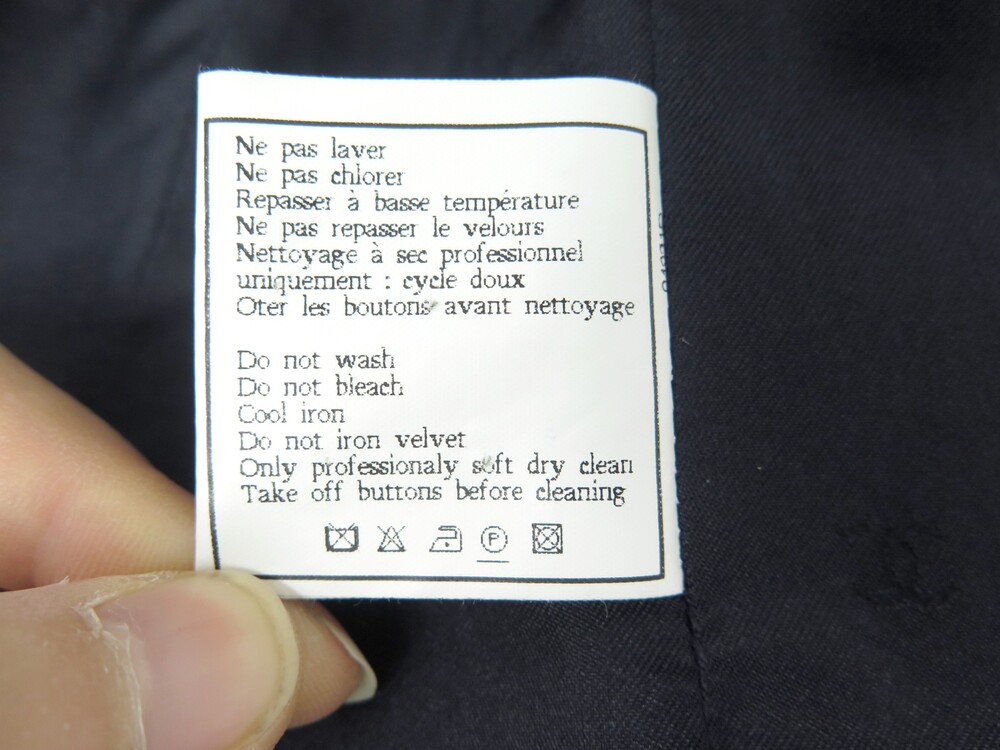 Ne pas laver
Ne pas chlorer
Repasser à basse température
Ne pas repasser le velours
Nettoyage à sec professionnel
uniquement : cycle doux
Oter les boutons avant nettoyage
Do not wash
Do not bleach
Cool iron
Do not iron velvet
Only professionaly soft dry clean
Take off buttons before cleaning
P